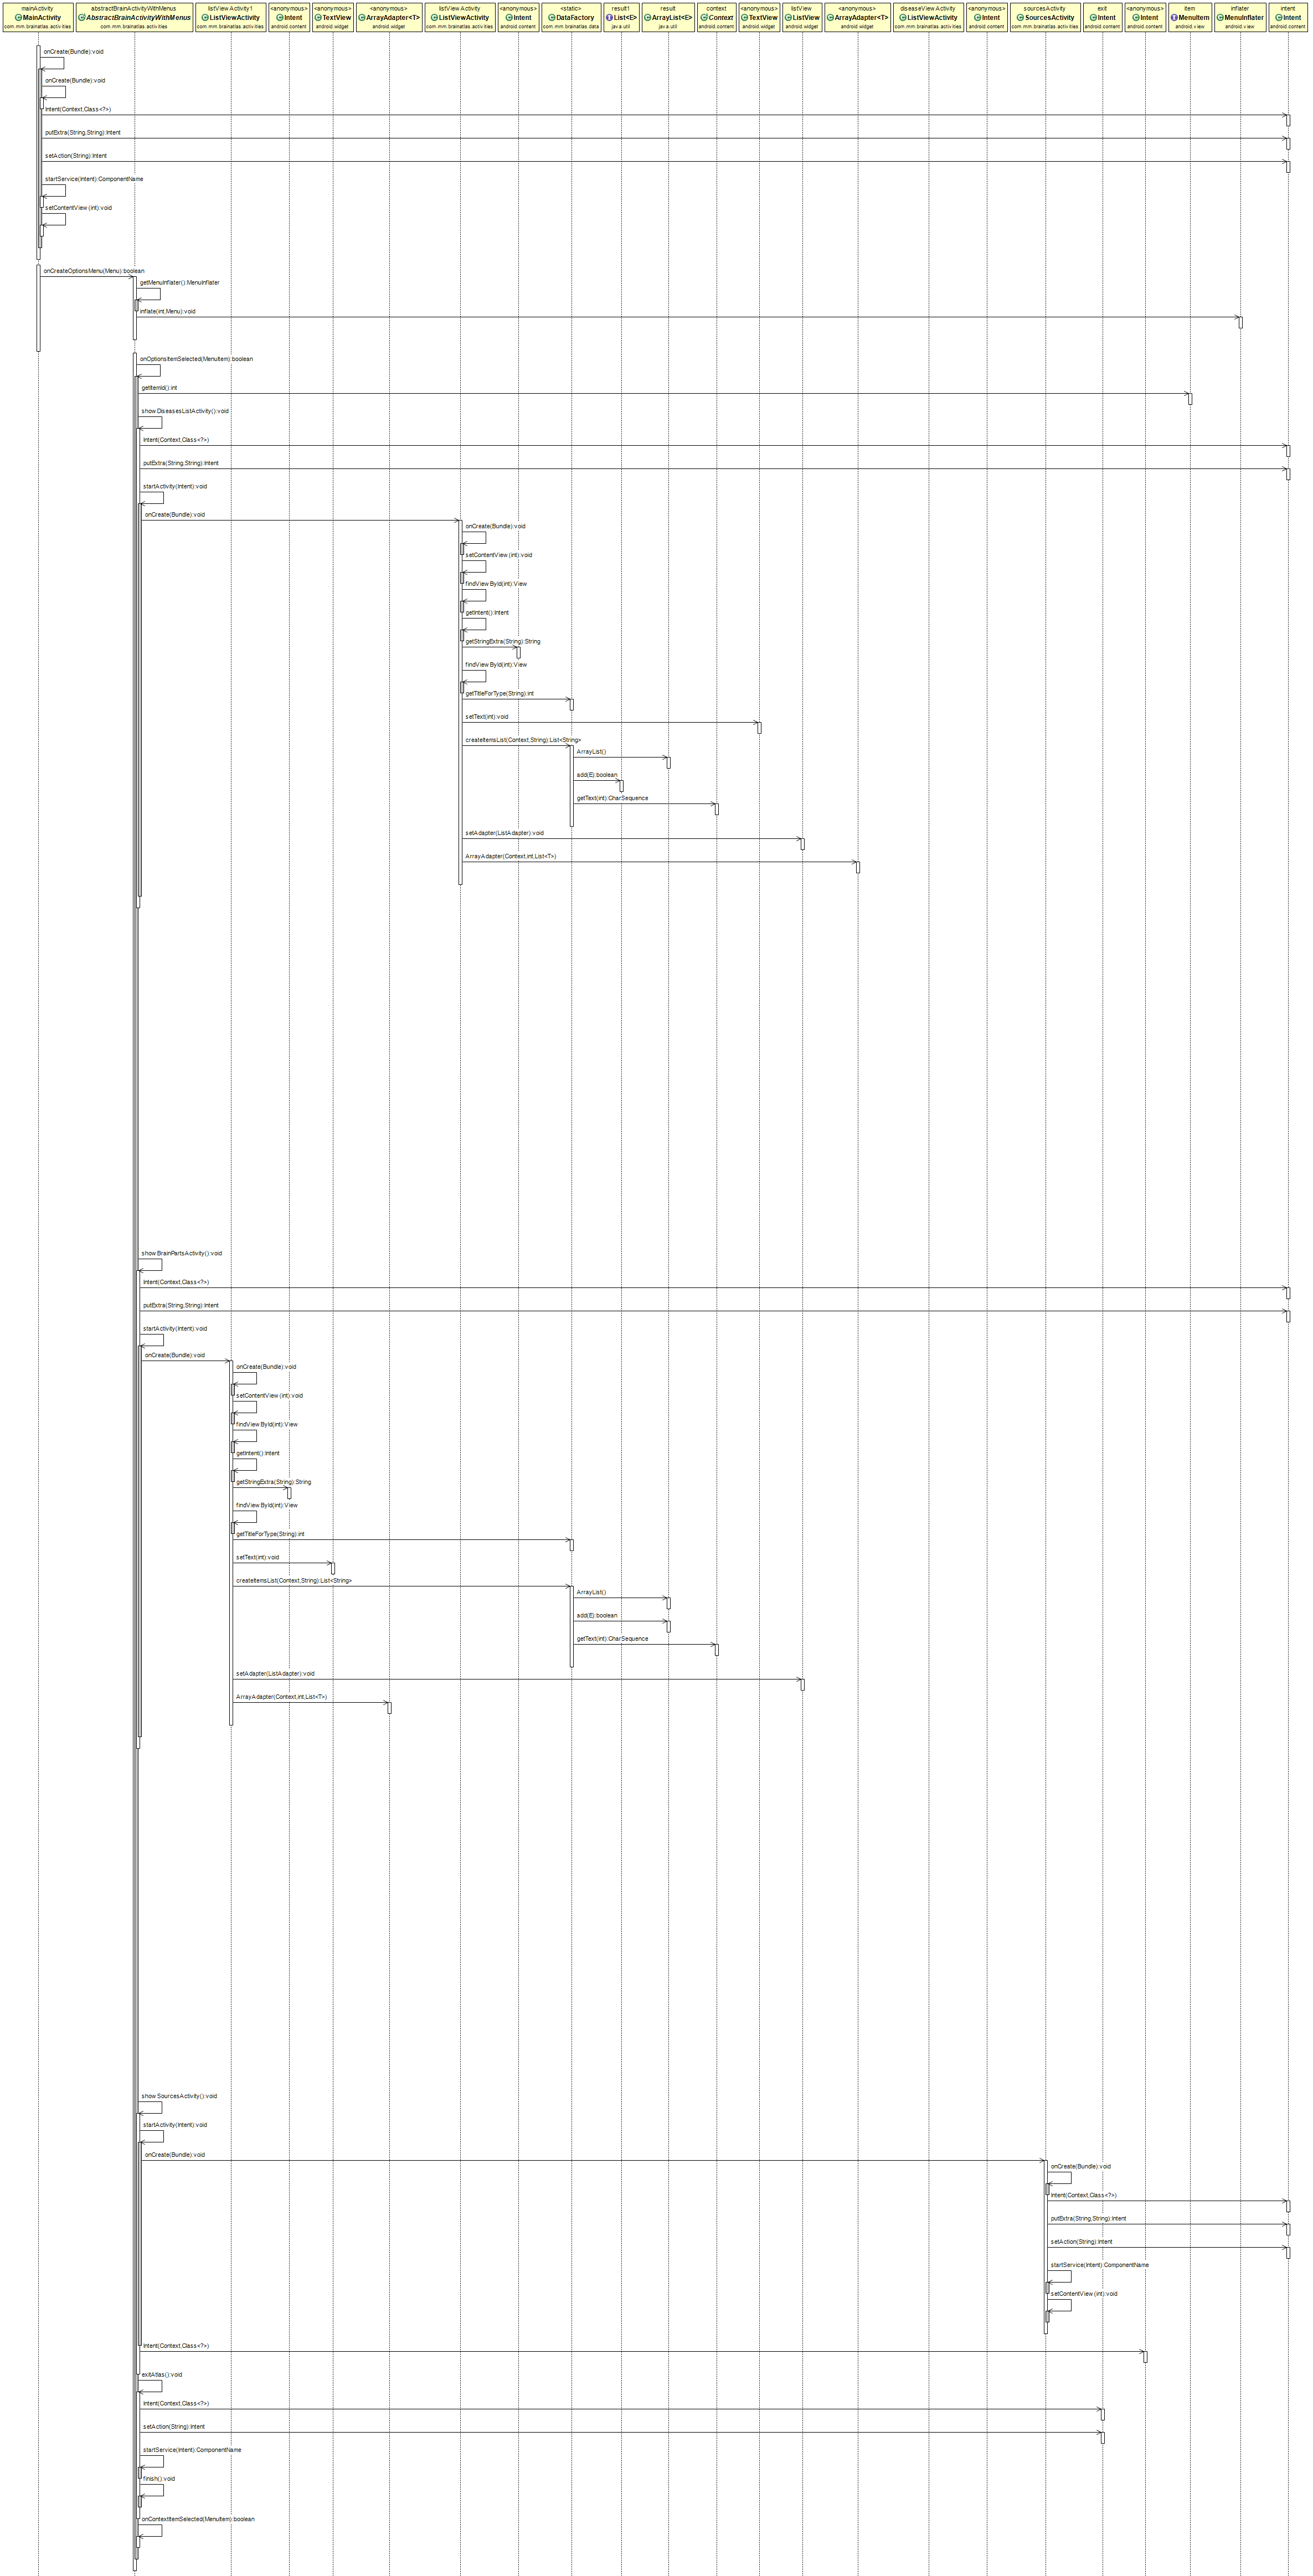 mainActivity
MainActivity
com.mm.brainatlas.activities
abstractBrainActivityWithMenus
AbstractBrainActivityWithMenus
com.mm.brainatlas.activities
listViewActivity1
ListViewActivity
com.mm.brainatlas.activities
<anonymous>
Intent
android.content
<anonymous>
TextView
android.widget
<anonymous>
ArrayAdapter<T>
android.widget
listViewActivity
ListViewActivity
com.mm.brainatlas.activities
<anonymous>
Intent
android.content
<static>
DataFactory
com.mm.brainatlas.data
result1
List<E>
java.util
result
ArrayList<E>
java.util
context
Context
android.content
<anonymous>
TextView
android.widget
listView
ListView
android.widget
<anonymous>
ArrayAdapter<T>
android.widget
diseaseViewActivity
ListViewActivity
com.mm.brainatlas.activities
<anonymous>
Intent
android.content
sourcesActivity
SourcesActivity
com.mm.brainatlas.activities
exit
Intent
android.content
<anonymous>
Intent
android.content
item
MenuItem
android.view
inflater
MenuInflater
android.view
intent
Intent
android.content
onCreate(Bundle):void
onCreate(Bundle):void
Intent(Context,Class<?>)
putExtra(String,String):Intent
setAction(String):Intent
startService(Intent):ComponentName
setContentView(int):void
onCreateOptionsMenu(Menu):boolean
getMenuInflater():MenuInflater
inflate(int,Menu):void
onOptionsItemSelected(MenuItem):boolean
getItemId():int
showDiseasesListActivity():void
Intent(Context,Class<?>)
putExtra(String,String):Intent
startActivity(Intent):void
onCreate(Bundle):void
onCreate(Bundle):void
setContentView(int):void
findViewById(int):View
getIntent():Intent
getStringExtra(String):String
findViewById(int):View
getTitleForType(String):int
setText(int):void
createItemsList(Context,String):List<String>
ArrayList()
add(E):boolean
getText(int):CharSequence
setAdapter(ListAdapter):void
ArrayAdapter(Context,int,List<T>)
showBrainPartsActivity():void
Intent(Context,Class<?>)
putExtra(String,String):Intent
startActivity(Intent):void
onCreate(Bundle):void
onCreate(Bundle):void
setContentView(int):void
findViewById(int):View
getIntent():Intent
getStringExtra(String):String
findViewById(int):View
getTitleForType(String):int
setText(int):void
createItemsList(Context,String):List<String>
ArrayList()
add(E):boolean
getText(int):CharSequence
setAdapter(ListAdapter):void
ArrayAdapter(Context,int,List<T>)
showSourcesActivity():void
startActivity(Intent):void
onCreate(Bundle):void
onCreate(Bundle):void
Intent(Context,Class<?>)
putExtra(String,String):Intent
setAction(String):Intent
startService(Intent):ComponentName
setContentView(int):void
Intent(Context,Class<?>)
exitAtlas():void
Intent(Context,Class<?>)
setAction(String):Intent
startService(Intent):ComponentName
finish():void
onContextItemSelected(MenuItem):boolean